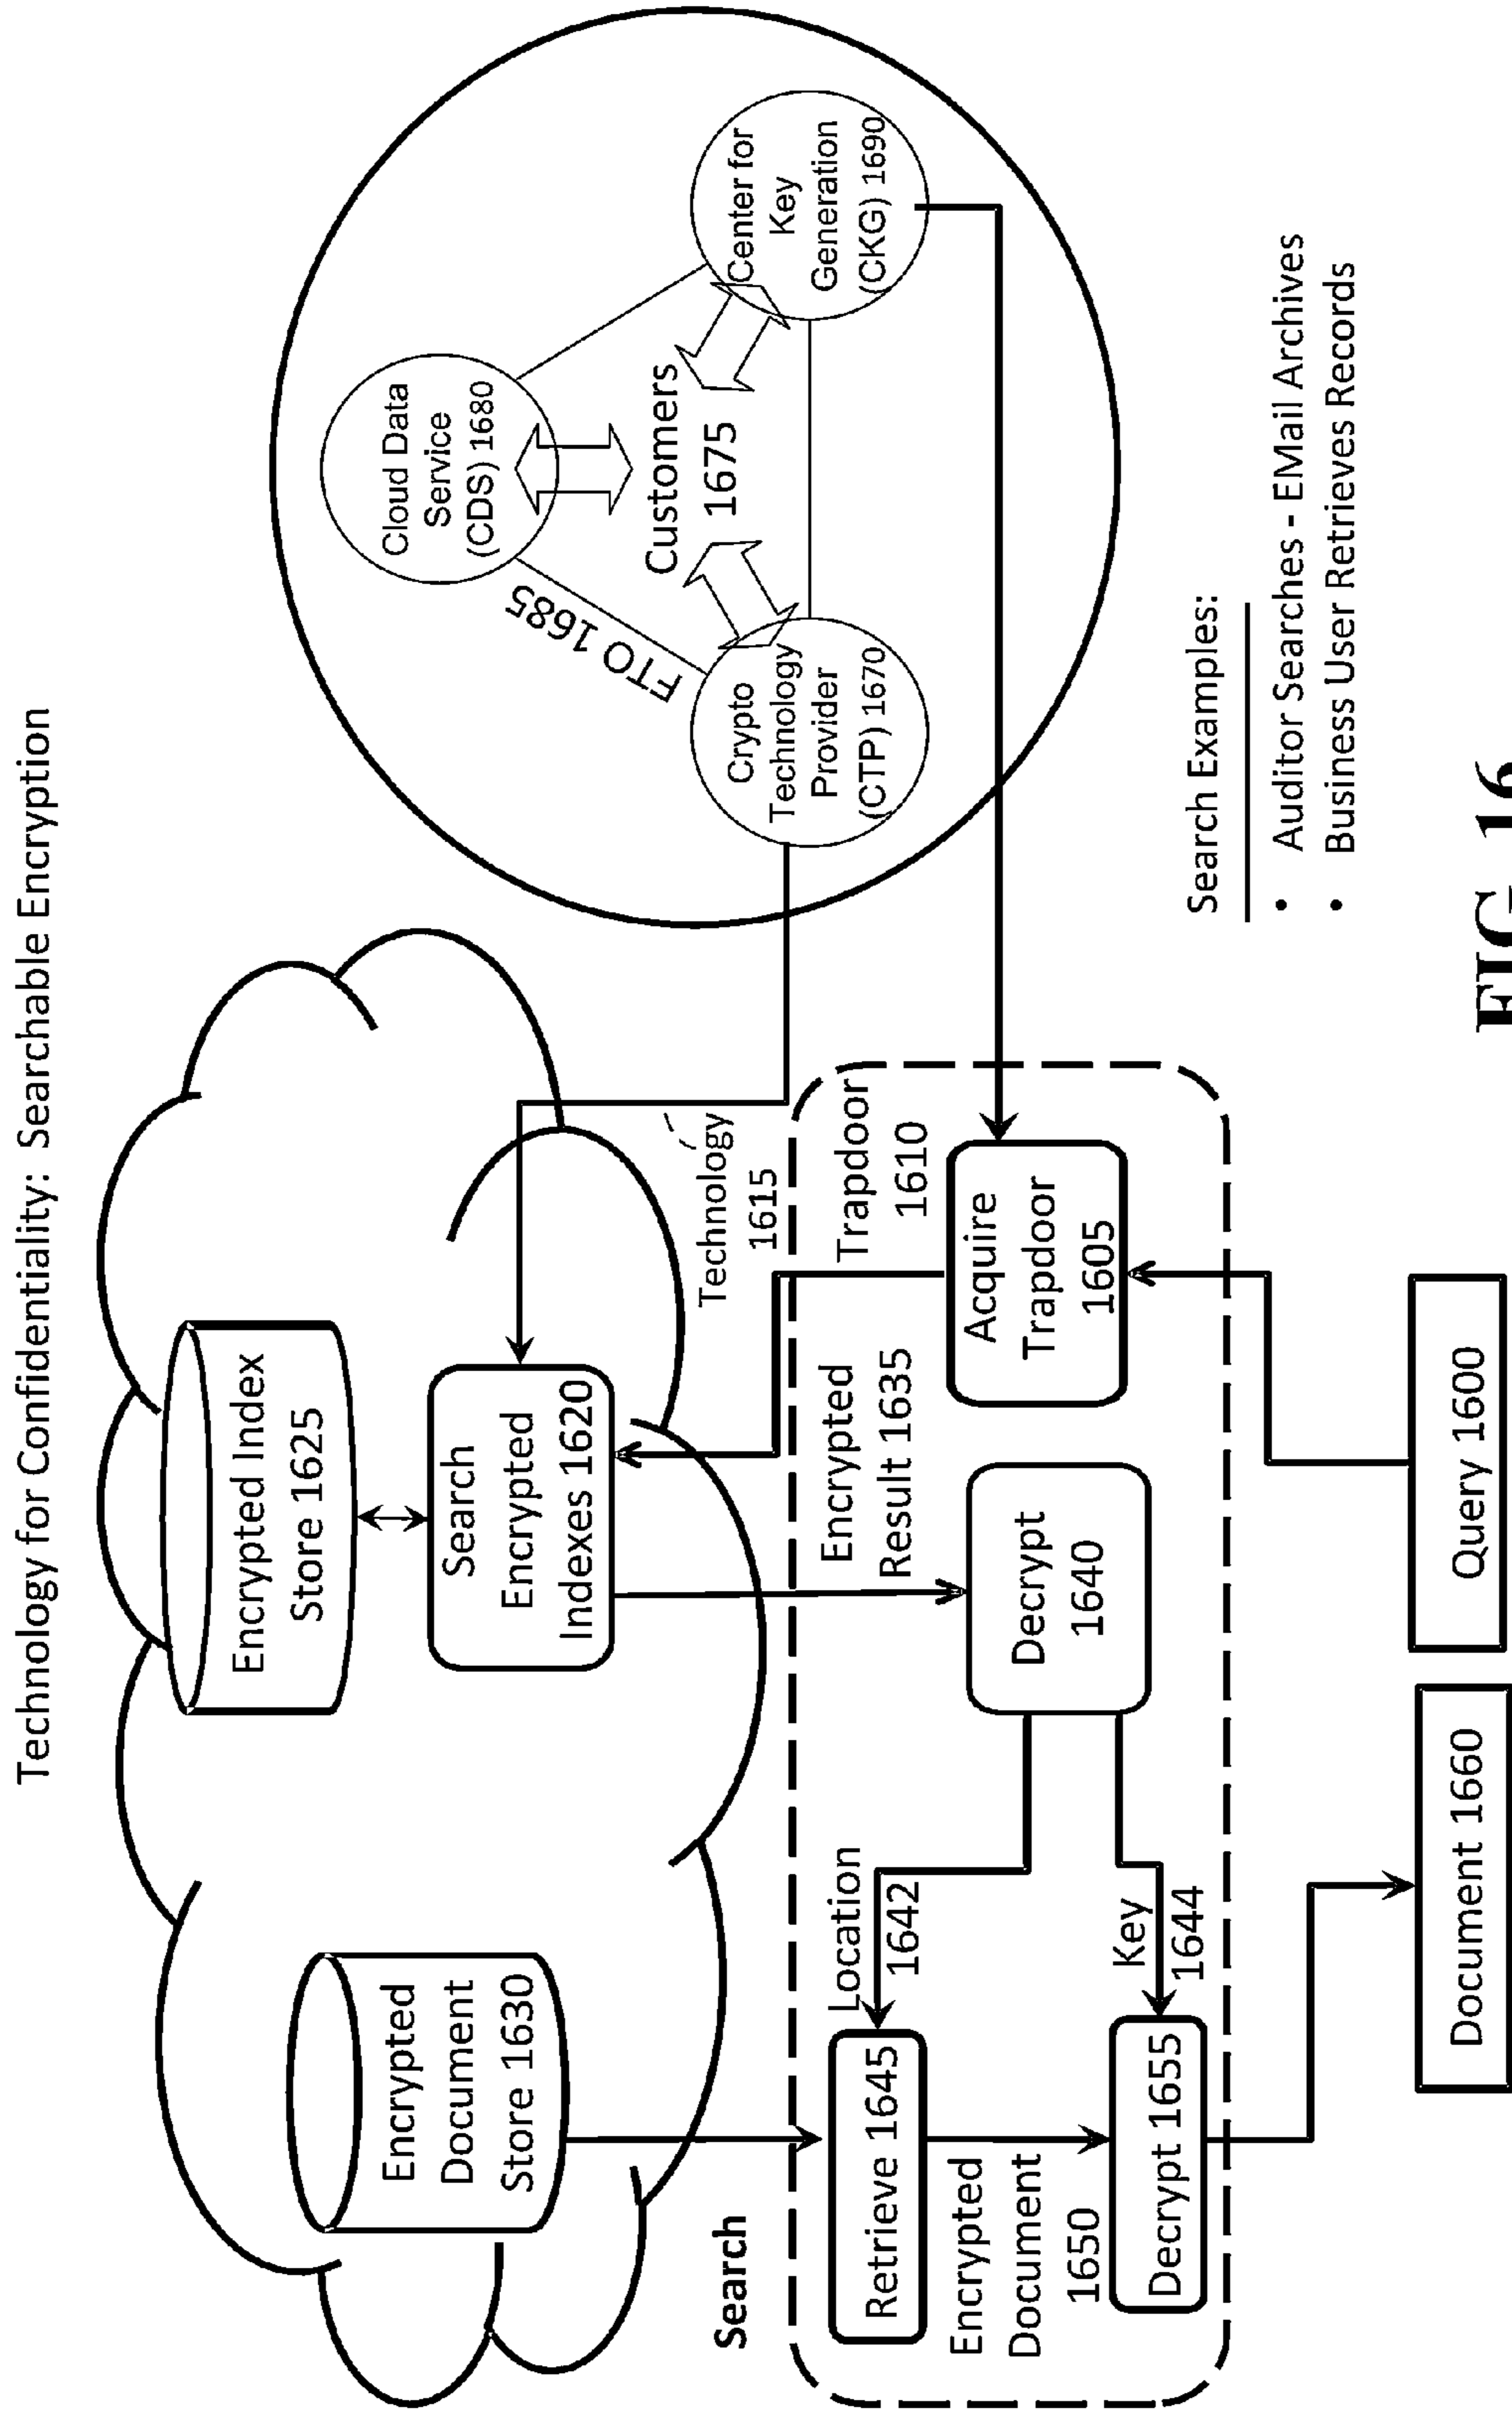 Technology for Confidentiality: Searchable Encryption
Encrypted
Document
Store 1630
Encrypted Index
Store 1625
Search
Encrypted
Indexes 1620
Technology
1615
Search
Retrieve 1645
Encrypted
Document
1650
Decrypt 1655
Location
1642
Key
1644
Decrypt
1640
Encrypted
Result 1635
Trapdoor
1610
Acquire
Trapdoor
1605
Document 1660
Query 1600
Cloud Data
Service
(CDS) 1680
FTO 1685
Customers
1675
Crypto
Technology
Provider
(CTP) 1670
Center for
Key
Generation
(CKG) 1690
Search Examples:
• Auditor Searches - EMail Archives
• Business User Retrieves Records
FIG 16